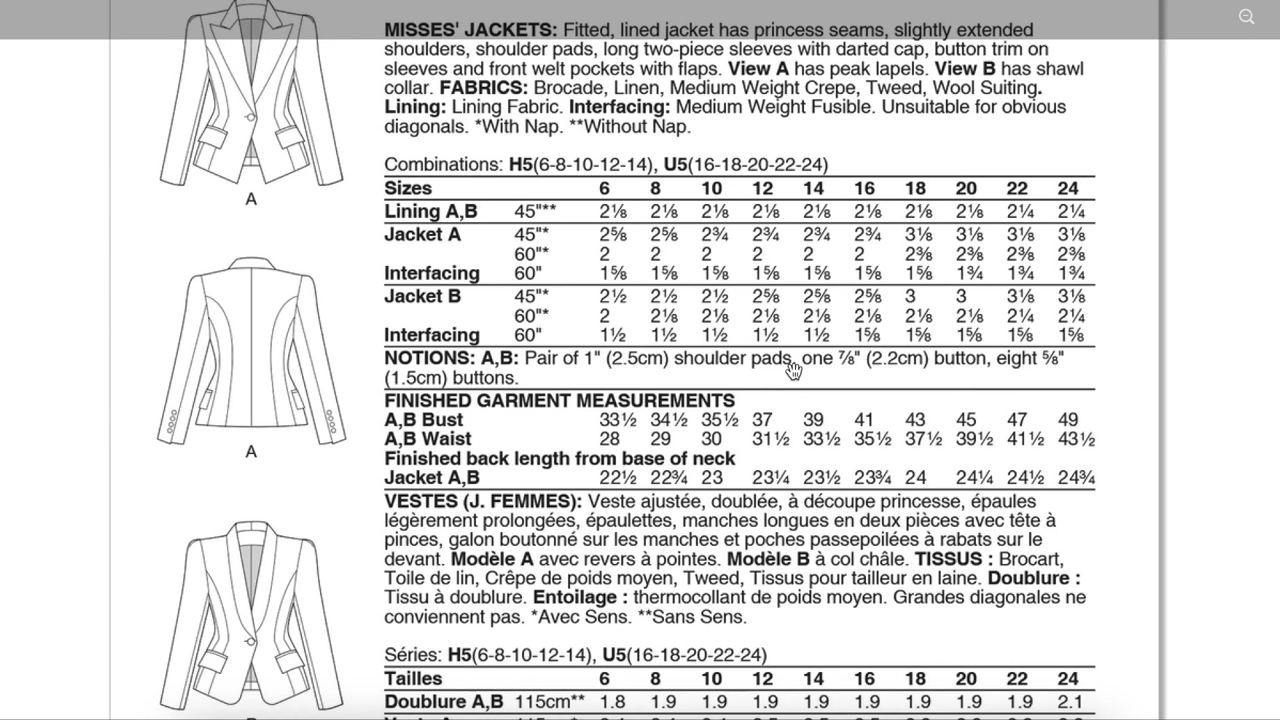 MISSES' JACKETS: Fitted, lined jacket has princess seams, slightly extended
shoulders, shoulder pads, long two-piece sleeves with darted cap, button trim on
sleeves and front welt pockets with flaps. View A has peak lapels. View B has shawl
collar. FABRICS: Brocade, Linen, Medium Weight Crepe, Tweed, Wool Suiting.
Lining: Lining Fabric. Interfacing: Medium Weight Fusible. Unsuitable for obvious
diagonals. *With Nap. **Without Nap.
Combinations: H5(6-8-10-12-14), U5(16-18-20-22-24)
Sizes 6 8 10 12 14 16 18 20 22 24
Lining A,B 45"** 2⅛ 2⅛ 2⅛ 2⅛ 2⅛ 2⅛ 2⅛ 2⅛ 2¼ 2¼
Jacket A 45"* 2⅝ 2⅝ 2¾ 2¾ 2¾ 2¾ 3⅛ 3⅛ 3⅛ 3⅛
60"* 2 2 2 2 2 2 2⅜ 2⅜ 2⅜ 2⅜
Interfacing 60" 1⅝ 1⅝ 1⅝ 1⅝ 1⅝ 1⅝ 1⅝ 1¾ 1¾ 1¾
Jacket B 45"* 2½ 2½ 2½ 2⅝ 2⅝ 2⅝ 3 3 3⅛ 3⅛
60"* 2 2⅛ 2⅛ 2⅛ 2⅛ 2⅛ 2⅛ 2⅛ 2¼ 2¼
Interfacing 60" 1½ 1½ 1½ 1½ 1½ 1⅝ 1⅝ 1⅝ 1⅝ 1⅝
NOTIONS: A,B: Pair of 1" (2.5cm) shoulder pads, one ⅞" (2.2cm) button, eight ⅝"
(1.5cm) buttons.
FINISHED GARMENT MEASUREMENTS
A,B Bust 33½ 34½ 35½ 37 39 41 43 45 47 49
A,B Waist 28 29 30 31½ 33½ 35½ 37½ 39½ 41½ 43½
Finished back length from base of neck
Jacket A,B 22½ 22¾ 23 23¼ 23½ 23¾ 24 24¼ 24½ 24¾
VESTES (J. FEMMES): Veste ajustée, doublée, à découpe princesse, épaules
légèrement prolongées, épaulettes, manches longues en deux pièces avec tête à
pinces, galon boutonné sur les manches et poches passepoilées à rabats sur le
devant. Modèle A avec revers à pointes. Modèle B à col châle. TISSUS : Brocart,
Toile de lin, Crêpe de poids moyen, Tweed, Tissus pour tailleur en laine. Doublure :
Tissu à doublure. Entoilage : thermocollant de poids moyen. Grandes diagonales ne
conviennent pas. *Avec Sens. **Sans Sens.
Séries: H5(6-8-10-12-14), U5(16-18-20-22-24)
Tailles 6 8 10 12 14 16 18 20 22 24
Doublure A,B 115cm** 1.8 1.9 1.9 1.9 1.9 1.9 1.9 1.9 1.9 2.1
A
A